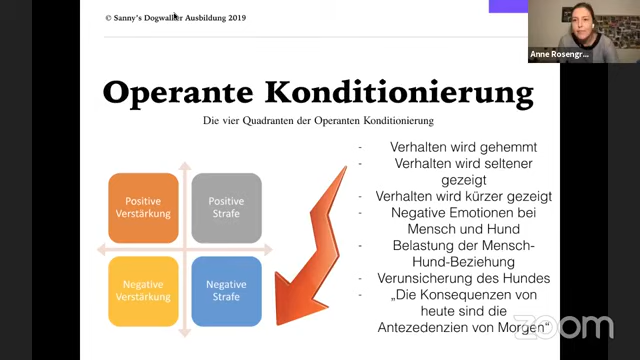 © Sanny's Dogwalker Ausbildung 2019
Anne Rosengr...
Operante Konditionierung
Die vier Quadranten der Operanten Konditionierung
Positive
Verstärkung
Positive
Strafe
Negative
Verstärkung
Negative
Strafe
- Verhalten wird gehemmt
- Verhalten wird seltener
gezeigt
- Verhalten wird kürzer gezeigt
- Negative Emotionen bei
Mensch und Hund
- Belastung der Mensch-
Hund-Beziehung
- Verunsicherung des Hundes
- „Die Konsequenzen von
heute sind die
Antezedenzien von Morgen“
zoom